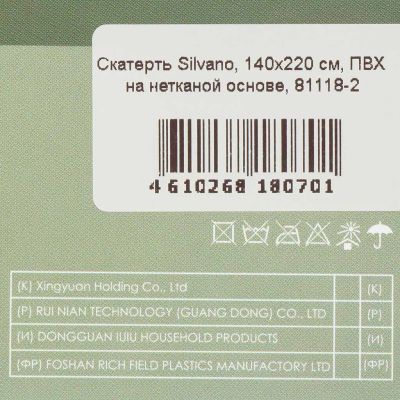 Скатерть Silvano, 140x220 см, ПВХ
на нетканой основе, 81118-2
4 610268 180701
(К) Xingyuan Holding Co., Ltd (К)
(Р) RUI NIAN TECHNOLOGY (GUANG DONG) CO., LTD (Р)
(И) DONGGUAN IUIU HOUSEHOLD PRODUCTS (И)
(ФР) FOSHAN RICH FIELD PLASTICS MANUFACTORY LTD (ФР)